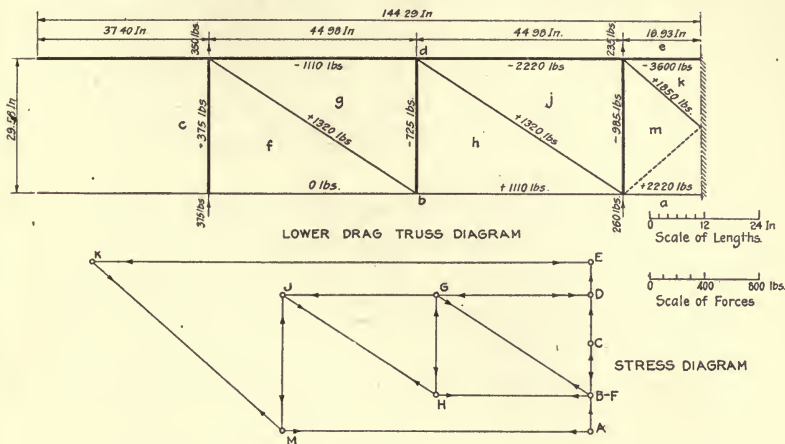 144.29 In
37.40 In 350 lbs. 44.98 In 44.98 In. 235 lbs. 16.93 In
d e
-1110 lbs -2220 lbs -3600 lbs
k
+1850 lbs
g j
29.58 In
c +375 lbs +1320 lbs -725 lbs. +1320 lbs -985 lbs. m
f h
0 lbs. +1110 lbs +2220 lbs
375 lbs. b 260 lbs. a
0 12 24 In
Scale of Lengths.
LOWER DRAG TRUSS DIAGRAM
K E
0 400 800 lbs.
Scale of Forces
J G D
C
STRESS DIAGRAM
H B-F
M A